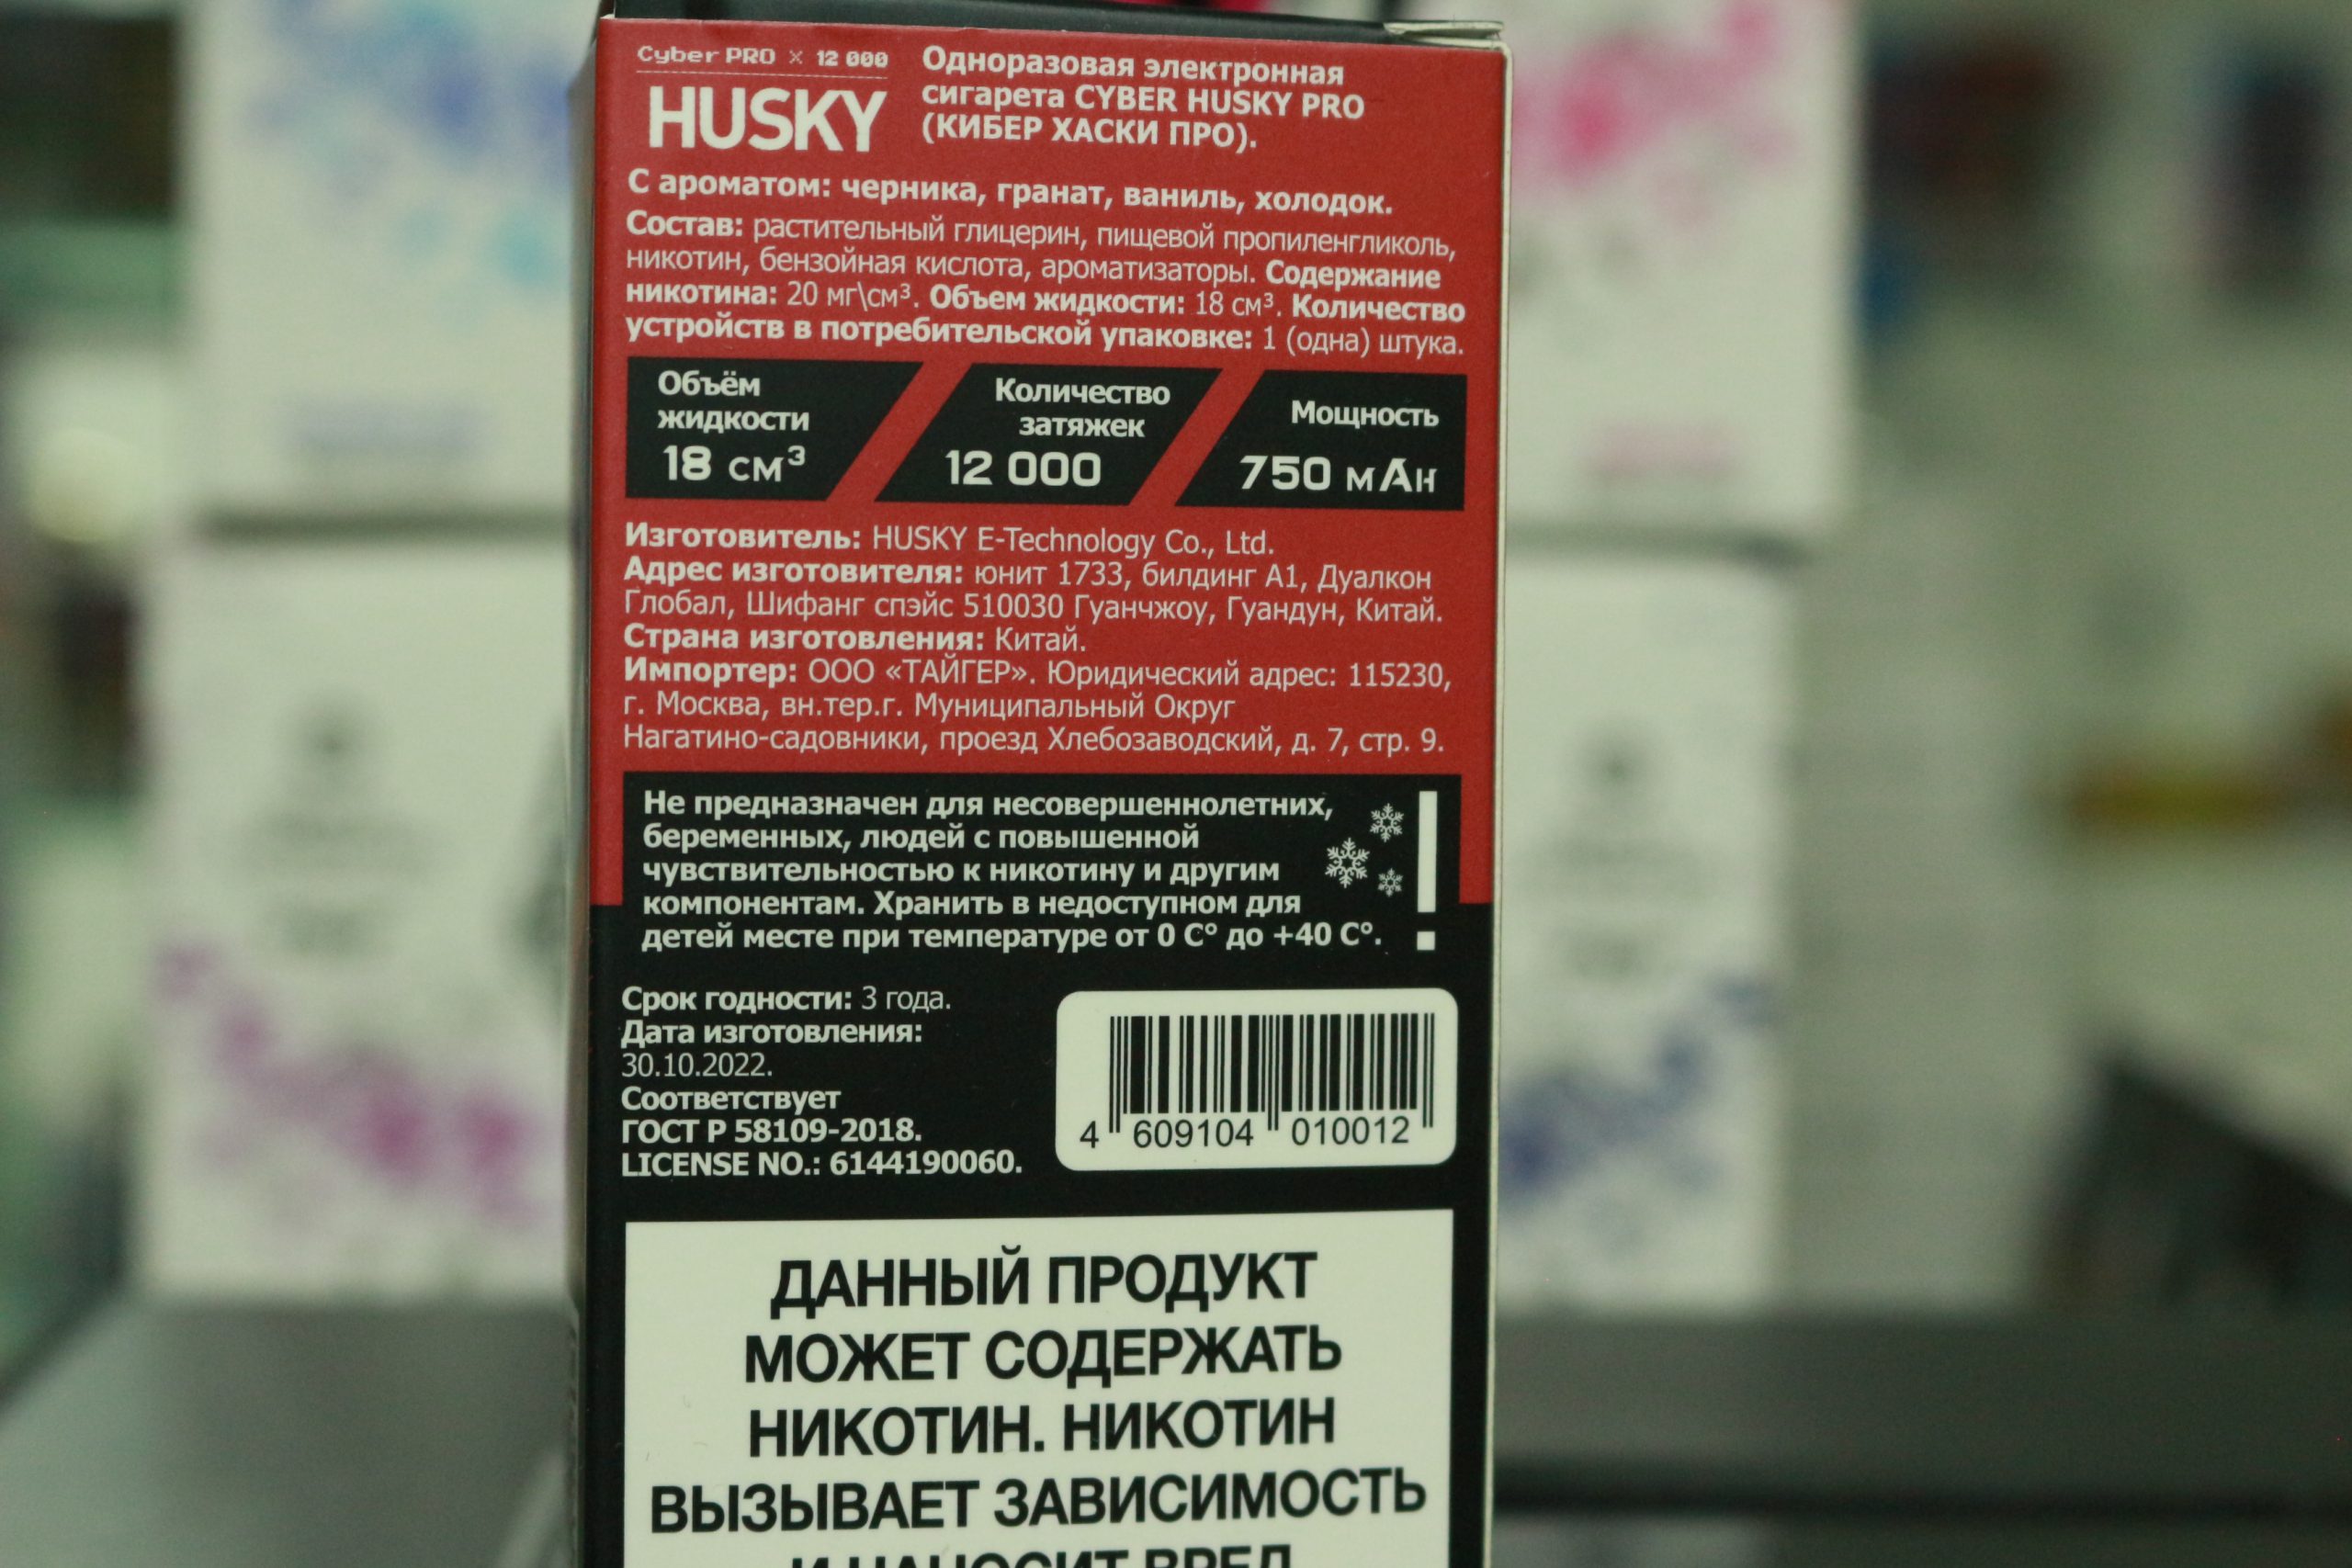 Cyber PRO × 12 000
HUSKY
Одноразовая электронная
сигарета CYBER HUSKY PRO
(КИБЕР ХАСКИ ПРО).
С ароматом: черника, гранат, ваниль, холодок.
Состав: растительный глицерин, пищевой пропиленгликоль,
никотин, бензойная кислота, ароматизаторы. Содержание
никотина: 20 мг\см³. Объем жидкости: 18 см³. Количество
устройств в потребительской упаковке: 1 (одна) штука.
Объём
жидкости
18 см³
Количество
затяжек
12 000
Мощность
750 мАн
Изготовитель: HUSKY E-Technology Co., Ltd.
Адрес изготовителя: юнит 1733, билдинг А1, Дуалкон
Глобал, Шифанг спэйс 510030 Гуанчжоу, Гуандун, Китай.
Страна изготовления: Китай.
Импортер: ООО «ТАЙГЕР». Юридический адрес: 115230,
г. Москва, вн.тер.г. Муниципальный Округ
Нагатино-садовники, проезд Хлебозаводский, д. 7, стр. 9.
Не предназначен для несовершеннолетних,
беременных, людей с повышенной
чувствительностью к никотину и другим
компонентам. Хранить в недоступном для
детей месте при температуре от 0 С° до +40 С°.
!
Срок годности: 3 года.
Дата изготовления:
30.10.2022.
Соответствует
ГОСТ Р 58109-2018.
LICENSE NO.: 6144190060.
4 609104 010012
ДАННЫЙ ПРОДУКТ
МОЖЕТ СОДЕРЖАТЬ
НИКОТИН. НИКОТИН
ВЫЗЫВАЕТ ЗАВИСИМОСТЬ
И НАНОСИТ ВРЕД